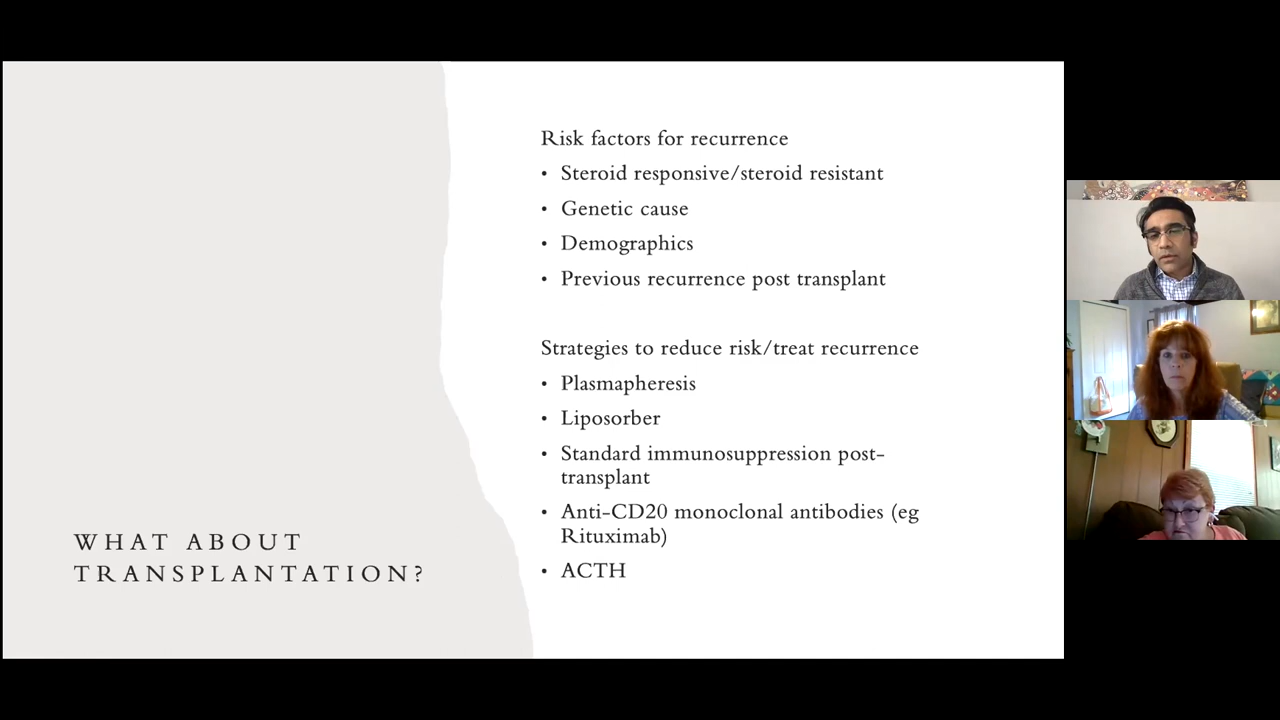 Risk factors for recurrence
• Steroid responsive/steroid resistant
• Genetic cause
• Demographics
• Previous recurrence post transplant
Strategies to reduce risk/treat recurrence
• Plasmapheresis
• Liposorber
• Standard immunosuppression post-
transplant
• Anti-CD20 monoclonal antibodies (eg
Rituximab)
• ACTH
WHAT ABOUT
TRANSPLANTATION?